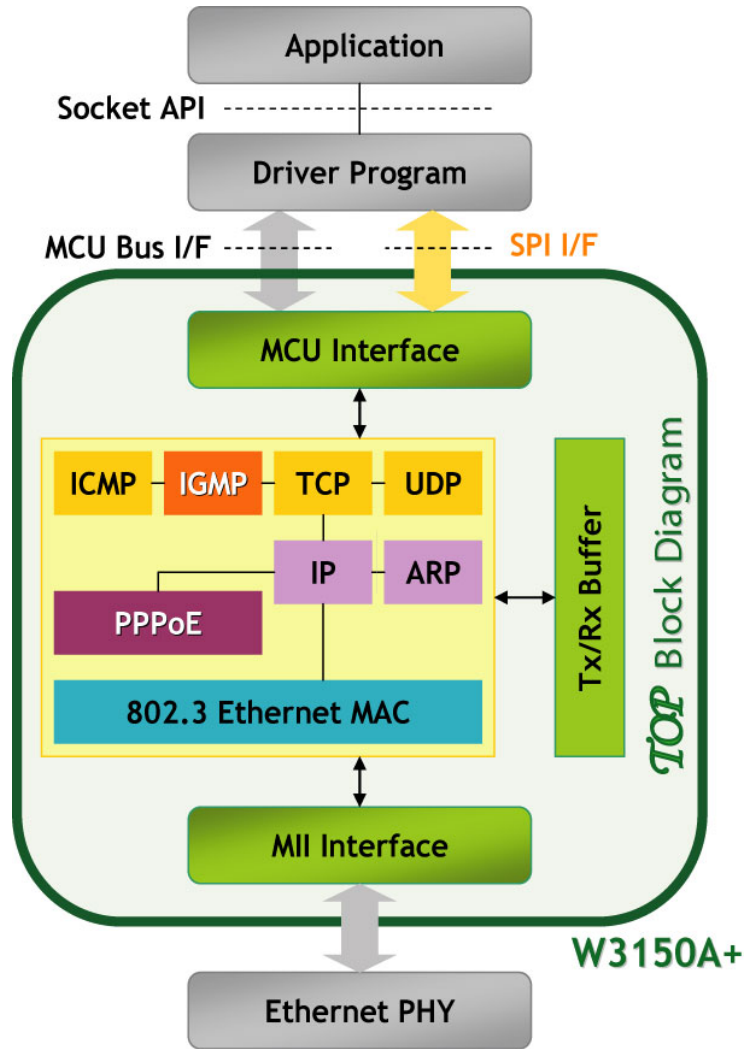 Application
Socket API
Driver Program
MCU Bus I/F
SPI I/F
MCU Interface
ICMP
IGMP
TCP
UDP
IP
ARP
PPPoE
802.3 Ethernet MAC
Tx/Rx Buffer
TOP Block Diagram
MII Interface
W3150A+
Ethernet PHY